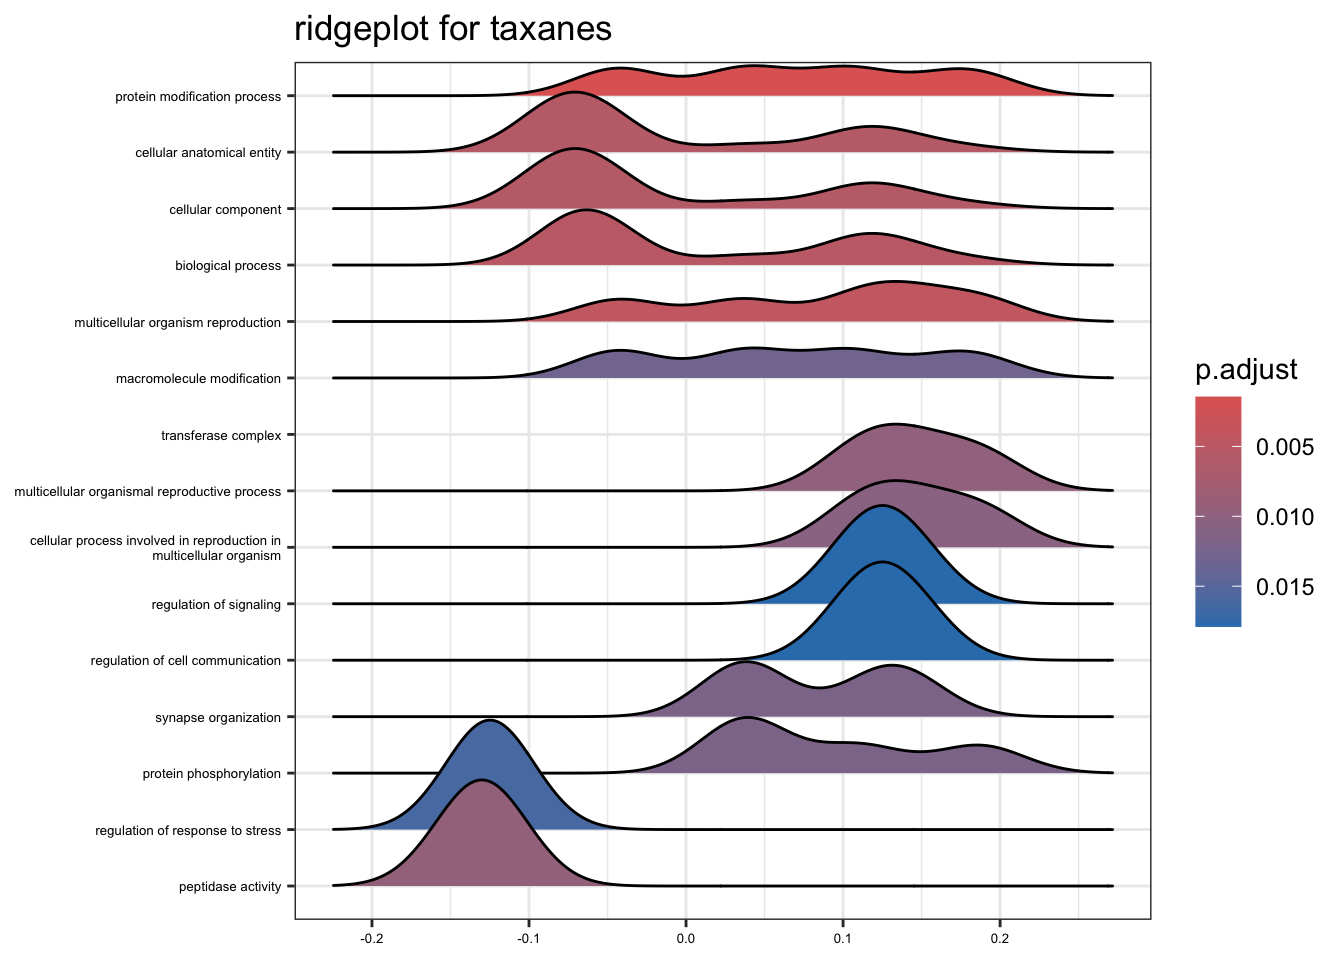 ridgeplot for taxanes
protein modification process
cellular anatomical entity
cellular component
biological process
multicellular organism reproduction
macromolecule modification
transferase complex
multicellular organismal reproductive process
cellular process involved in reproduction in
multicellular organism
regulation of signaling
regulation of cell communication
synapse organization
protein phosphorylation
regulation of response to stress
peptidase activity
-0.2
-0.1
0.0
0.1
0.2
p.adjust
0.005
0.010
0.015